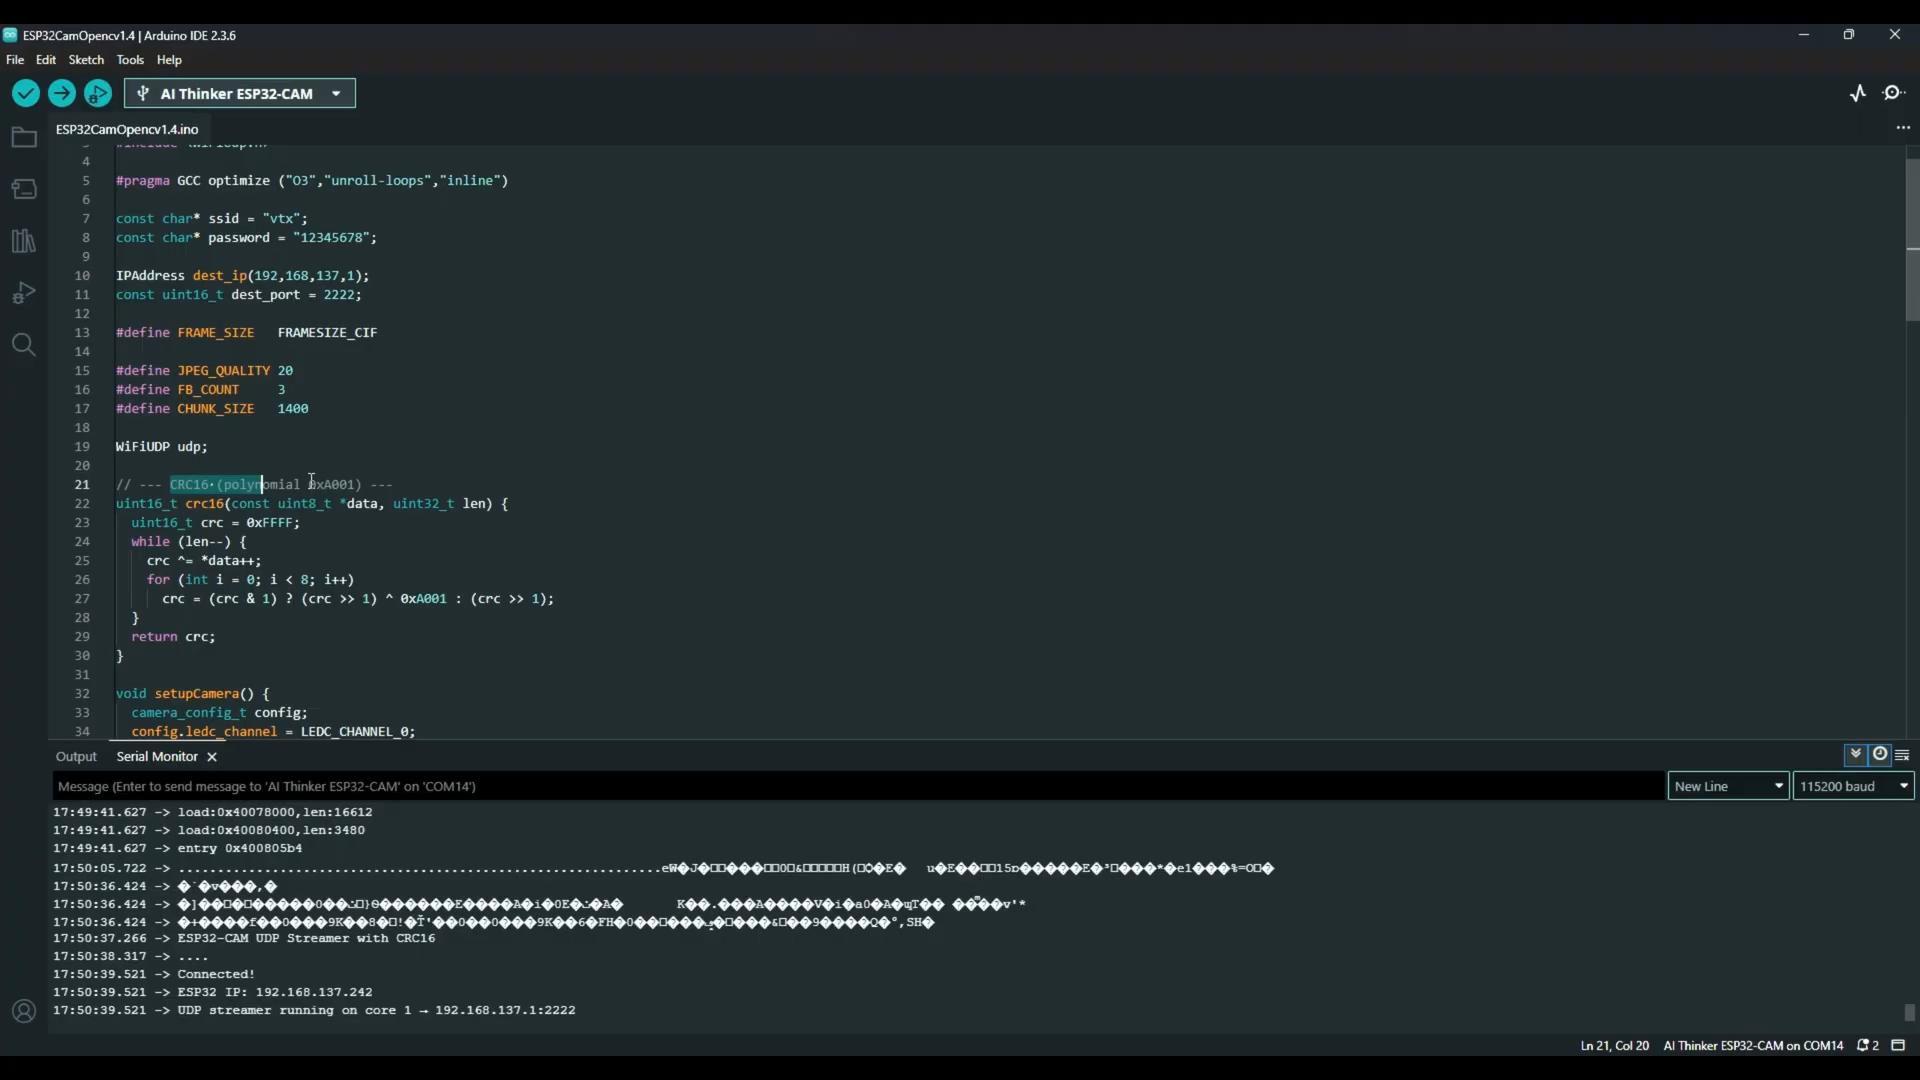 ESP32CamOpencv1.4 | Arduino IDE 2.3.6
File Edit Sketch Tools Help
AI Thinker ESP32-CAM
ESP32CamOpencv1.4.ino
4
5 #pragma GCC optimize ("O3","unroll-loops","inline")
6
7 const char* ssid = "vtx";
8 const char* password = "12345678";
9
10 IPAddress dest_ip(192,168,137,1);
11 const uint16_t dest_port = 2222;
12
13 #define FRAME_SIZE   FRAMESIZE_CIF
14
15 #define JPEG_QUALITY 20
16 #define FB_COUNT     3
17 #define CHUNK_SIZE   1400
18
19 WiFiUDP udp;
20
21 // --- CRC16 (polynomial 0xA001) ---
22 uint16_t crc16(const uint8_t *data, uint32_t len) {
23   uint16_t crc = 0xFFFF;
24   while (len--) {
25     crc ^= *data++;
26     for (int i = 0; i < 8; i++)
27       crc = (crc & 1) ? (crc >> 1) ^ 0xA001 : (crc >> 1);
28   }
29   return crc;
30 }
31
32 void setupCamera() {
33   camera_config_t config;
34   config.ledc_channel = LEDC_CHANNEL_0;
Output Serial Monitor
Message (Enter to send message to 'AI Thinker ESP32-CAM' on 'COM14')
New Line
115200 baud
17:49:41.627 -> load:0x40078000,len:16612
17:49:41.627 -> load:0x40080400,len:3480
17:49:41.627 -> entry 0x400805b4
17:50:05.722 ->
17:50:36.424 ->
17:50:36.424 ->
17:50:36.424 ->
17:50:37.266 -> ESP32-CAM UDP Streamer with CRC16
17:50:38.317 -> ....
17:50:39.521 -> Connected!
17:50:39.521 -> ESP32 IP: 192.168.137.242
17:50:39.521 -> UDP streamer running on core 1 → 192.168.137.1:2222
Ln 21, Col 20 AI Thinker ESP32-CAM on COM14 2